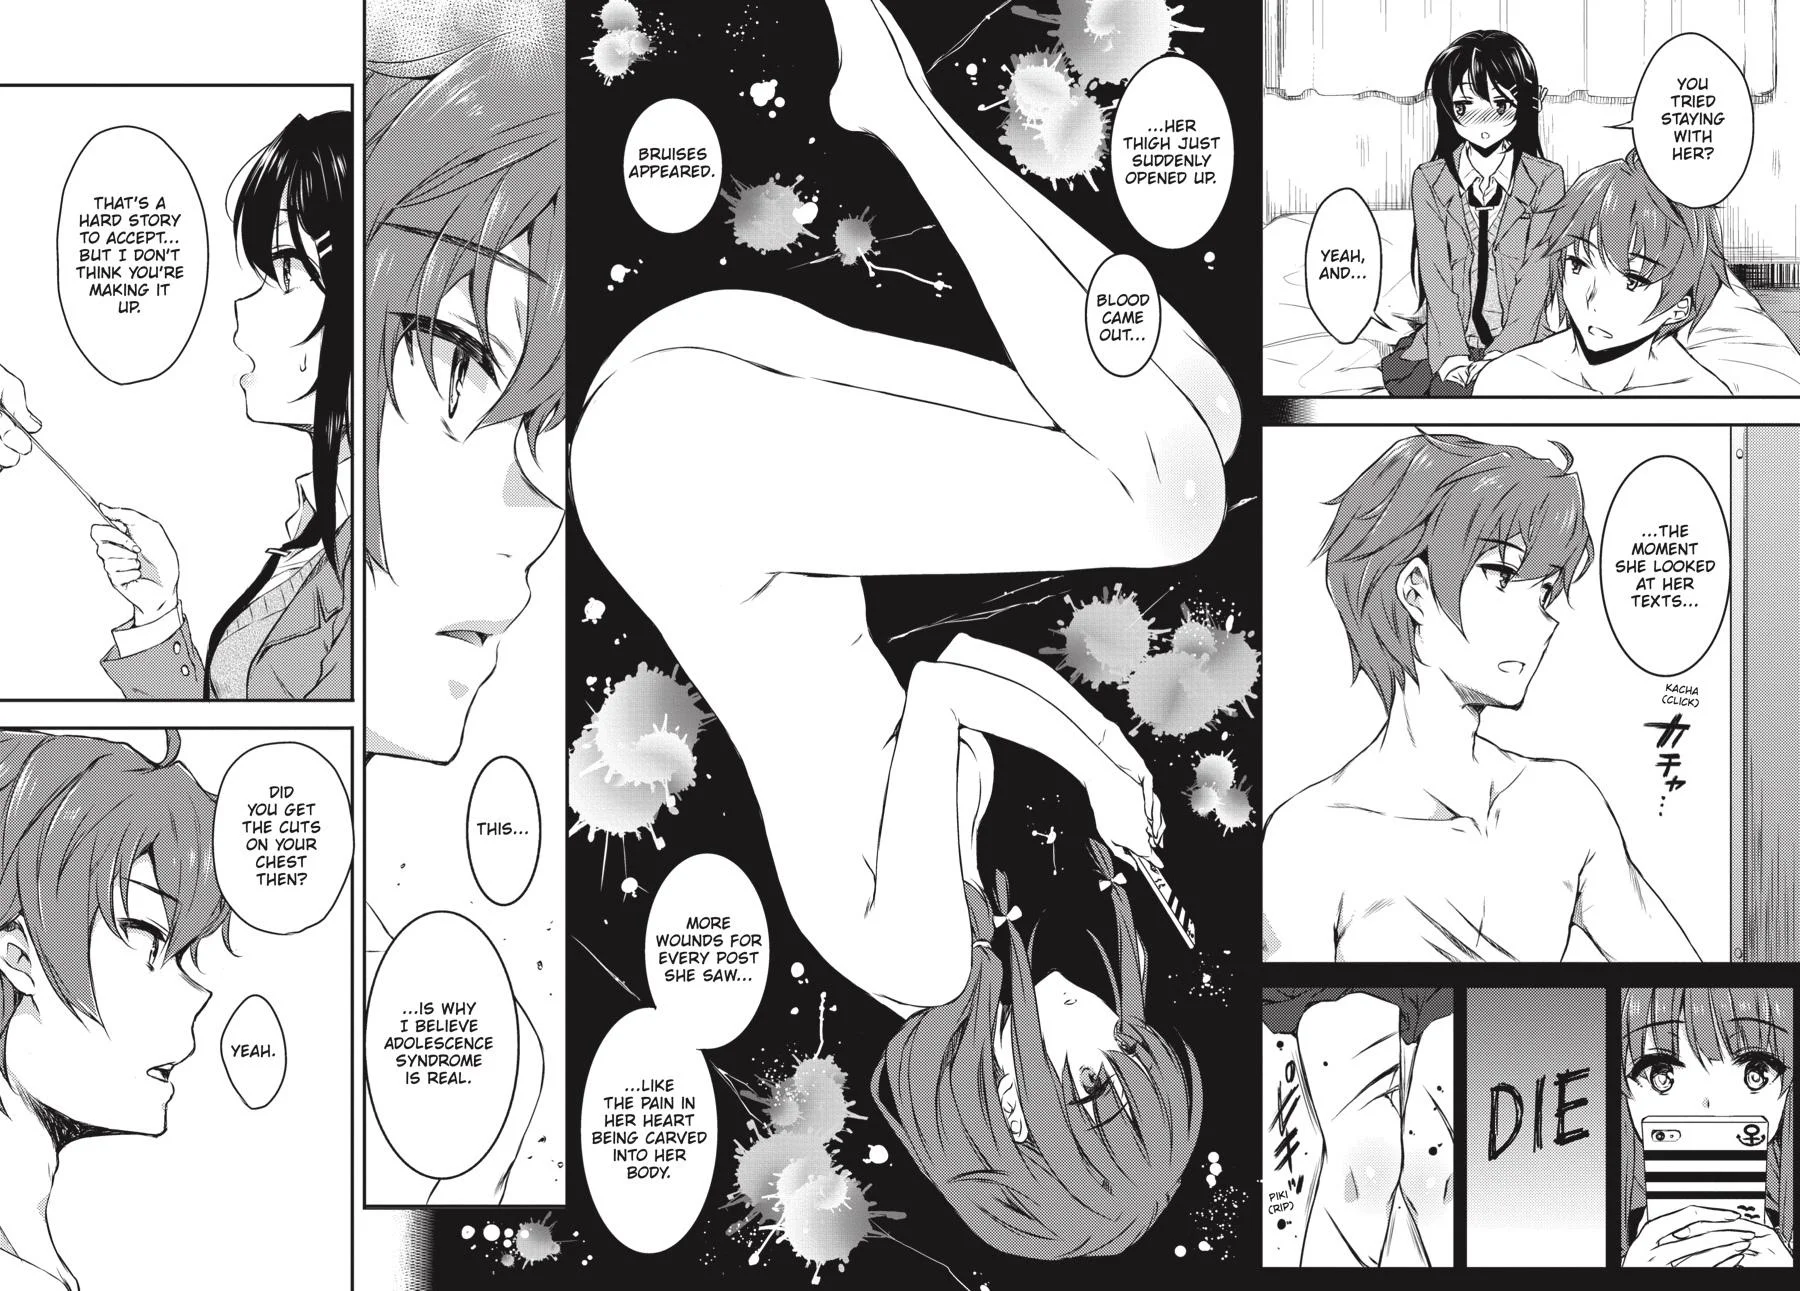 YOU
TRIED
STAYING
WITH
HER?
YEAH,
AND...
...THE
MOMENT
SHE LOOKED
AT HER
TEXTS...
KACHA
(CLICK)
カチャ…
DIE
PIKI
(RIP)
ピキッ
...HER
THIGH JUST
SUDDENLY
OPENED UP.
BLOOD
CAME
OUT...
BRUISES
APPEARED.
MORE
WOUNDS FOR
EVERY POST
SHE SAW...
...LIKE
THE PAIN IN
HER HEART
BEING CARVED
INTO HER
BODY.
THIS...
...IS WHY
I BELIEVE
ADOLESCENCE
SYNDROME
IS REAL.
THAT'S A
HARD STORY
TO ACCEPT...
BUT I DON'T
THINK YOU'RE
MAKING IT
UP.
DID
YOU GET
THE CUTS
ON YOUR
CHEST
THEN?
YEAH.